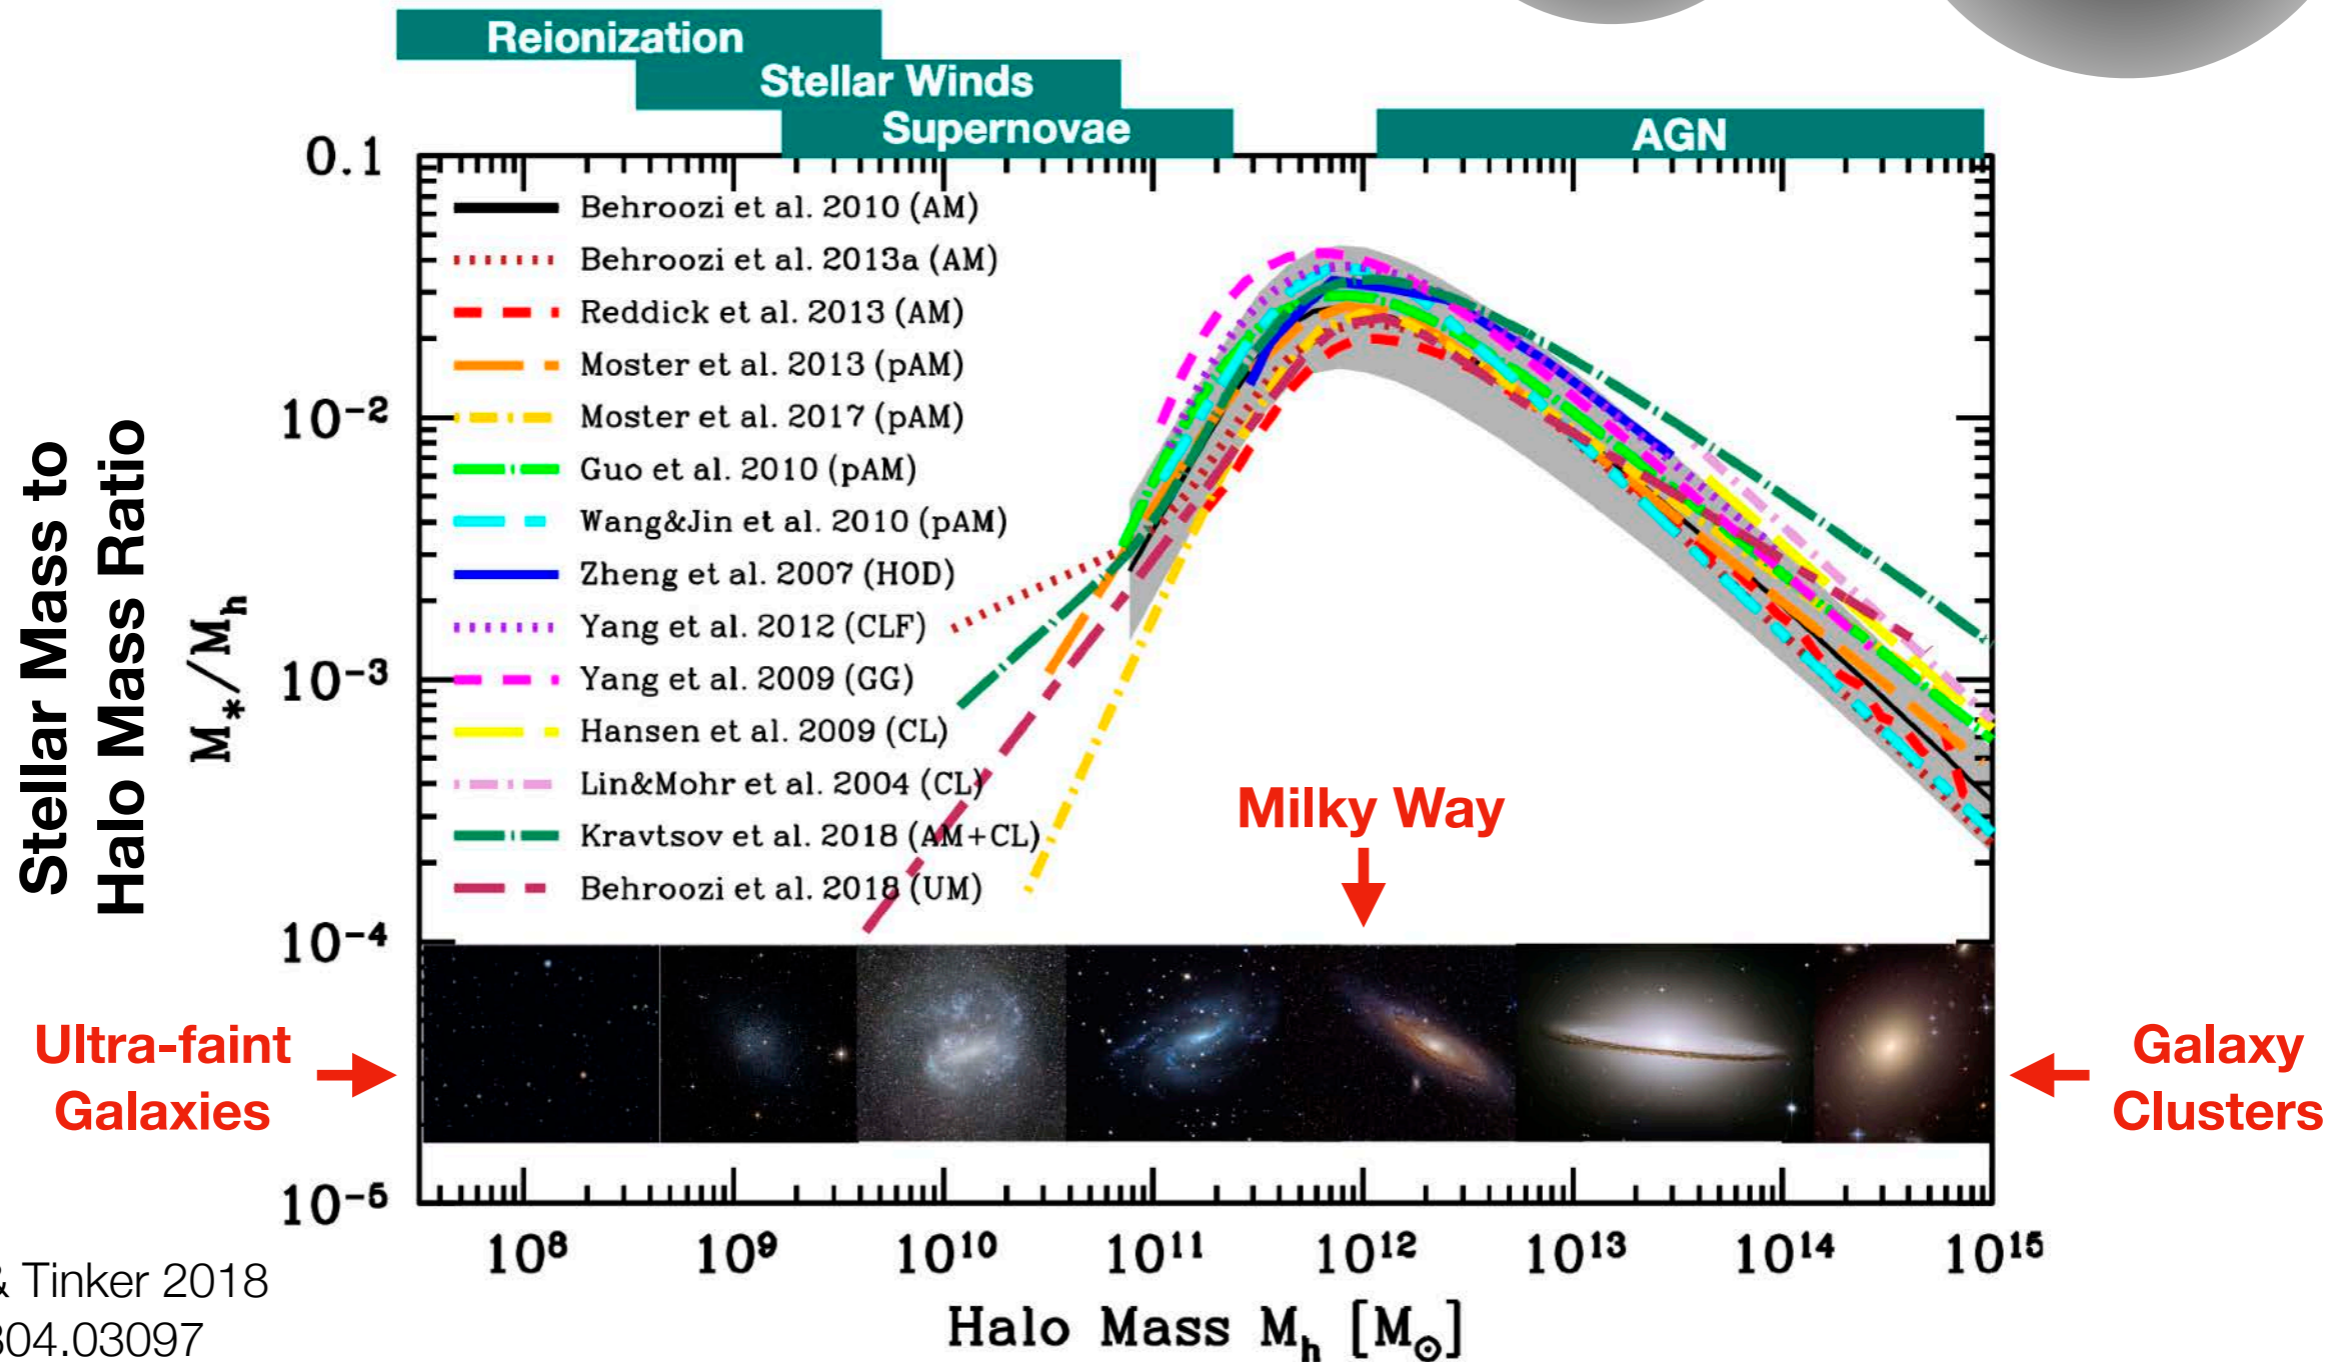 Reionization
Stellar Winds
Supernovae
AGN
Stellar Mass to
Halo Mass Ratio
M*/Mh
0.1
10⁻²
10⁻³
10⁻⁴
10⁻⁵
Behroozi et al. 2010 (AM)
Behroozi et al. 2013a (AM)
Reddick et al. 2013 (AM)
Moster et al. 2013 (pAM)
Moster et al. 2017 (pAM)
Guo et al. 2010 (pAM)
Wang&Jin et al. 2010 (pAM)
Zheng et al. 2007 (HOD)
Yang et al. 2012 (CLF)
Yang et al. 2009 (GG)
Hansen et al. 2009 (CL)
Lin&Mohr et al. 2004 (CL)
Kravtsov et al. 2018 (AM+CL)
Behroozi et al. 2018 (UM)
Milky Way
Ultra-faint
Galaxies
Galaxy
Clusters
10⁸ 10⁹ 10¹⁰ 10¹¹ 10¹² 10¹³ 10¹⁴ 10¹⁵
Halo Mass Mh [M⊙]
& Tinker 2018
804.03097